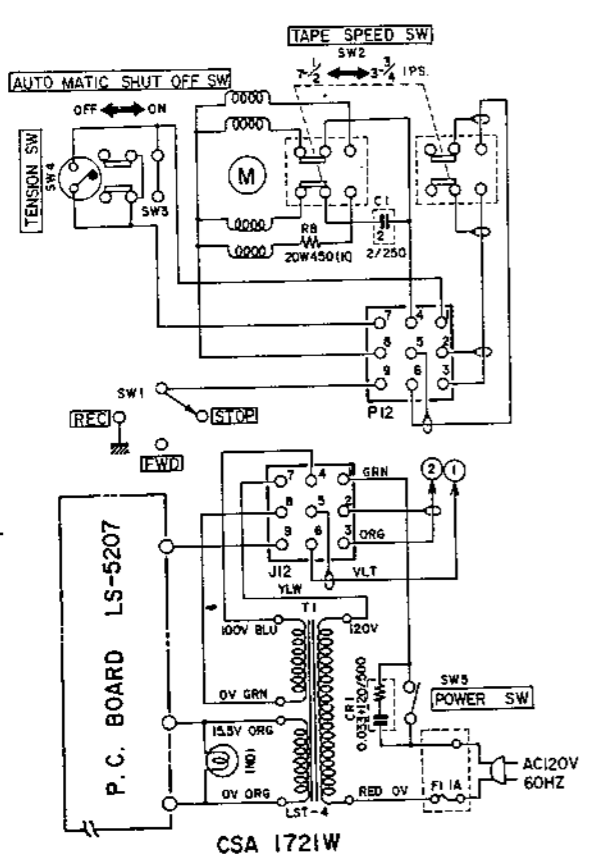 TAPE SPEED SW
SW2
7-1/2 3-3/4 IPS.
AUTO MATIC SHUT OFF SW
OFF ON
TENSION SW
SW4
SW3
M
C1
2
2/250
R8
20W450(1K)
7 4 1
8 5 2
9 6 3
P12
SW1
REC
STOP
FWD
P.C. BOARD LS-5207
7 4 1
8 5 2
9 6 3
GRN
ORG
VLT
J12
YLW
2 1
T1
100V BLU
120V
0V GRN
15.5V ORG
0V ORG
LST-4
CR1
0.033+120/500
SW5
POWER SW
RED 0V
F1 1A
AC120V
60HZ
CSA 1721W